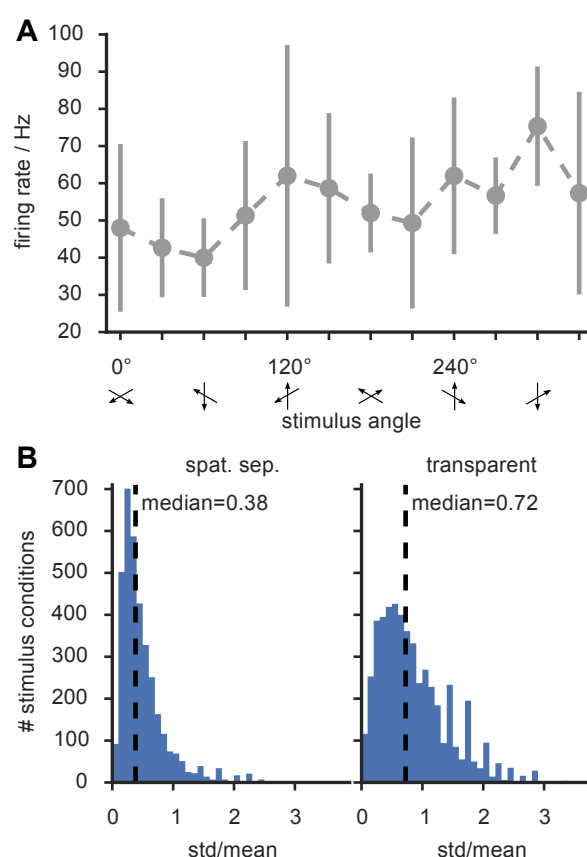 A
firing rate / Hz
100
90
80
70
60
50
40
30
20
0° 120° 240°
stimulus angle
B
spat. sep. transparent
median=0.38 median=0.72
# stimulus conditions
700
600
500
400
300
200
100
0
0 1 2 3 0 1 2 3
std/mean std/mean